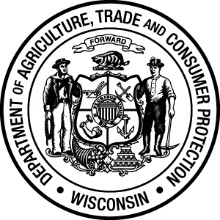 DEPARTMENT OF AGRICULTURE, TRADE AND CONSUMER PROTECTION
FORWARD
• WISCONSIN •